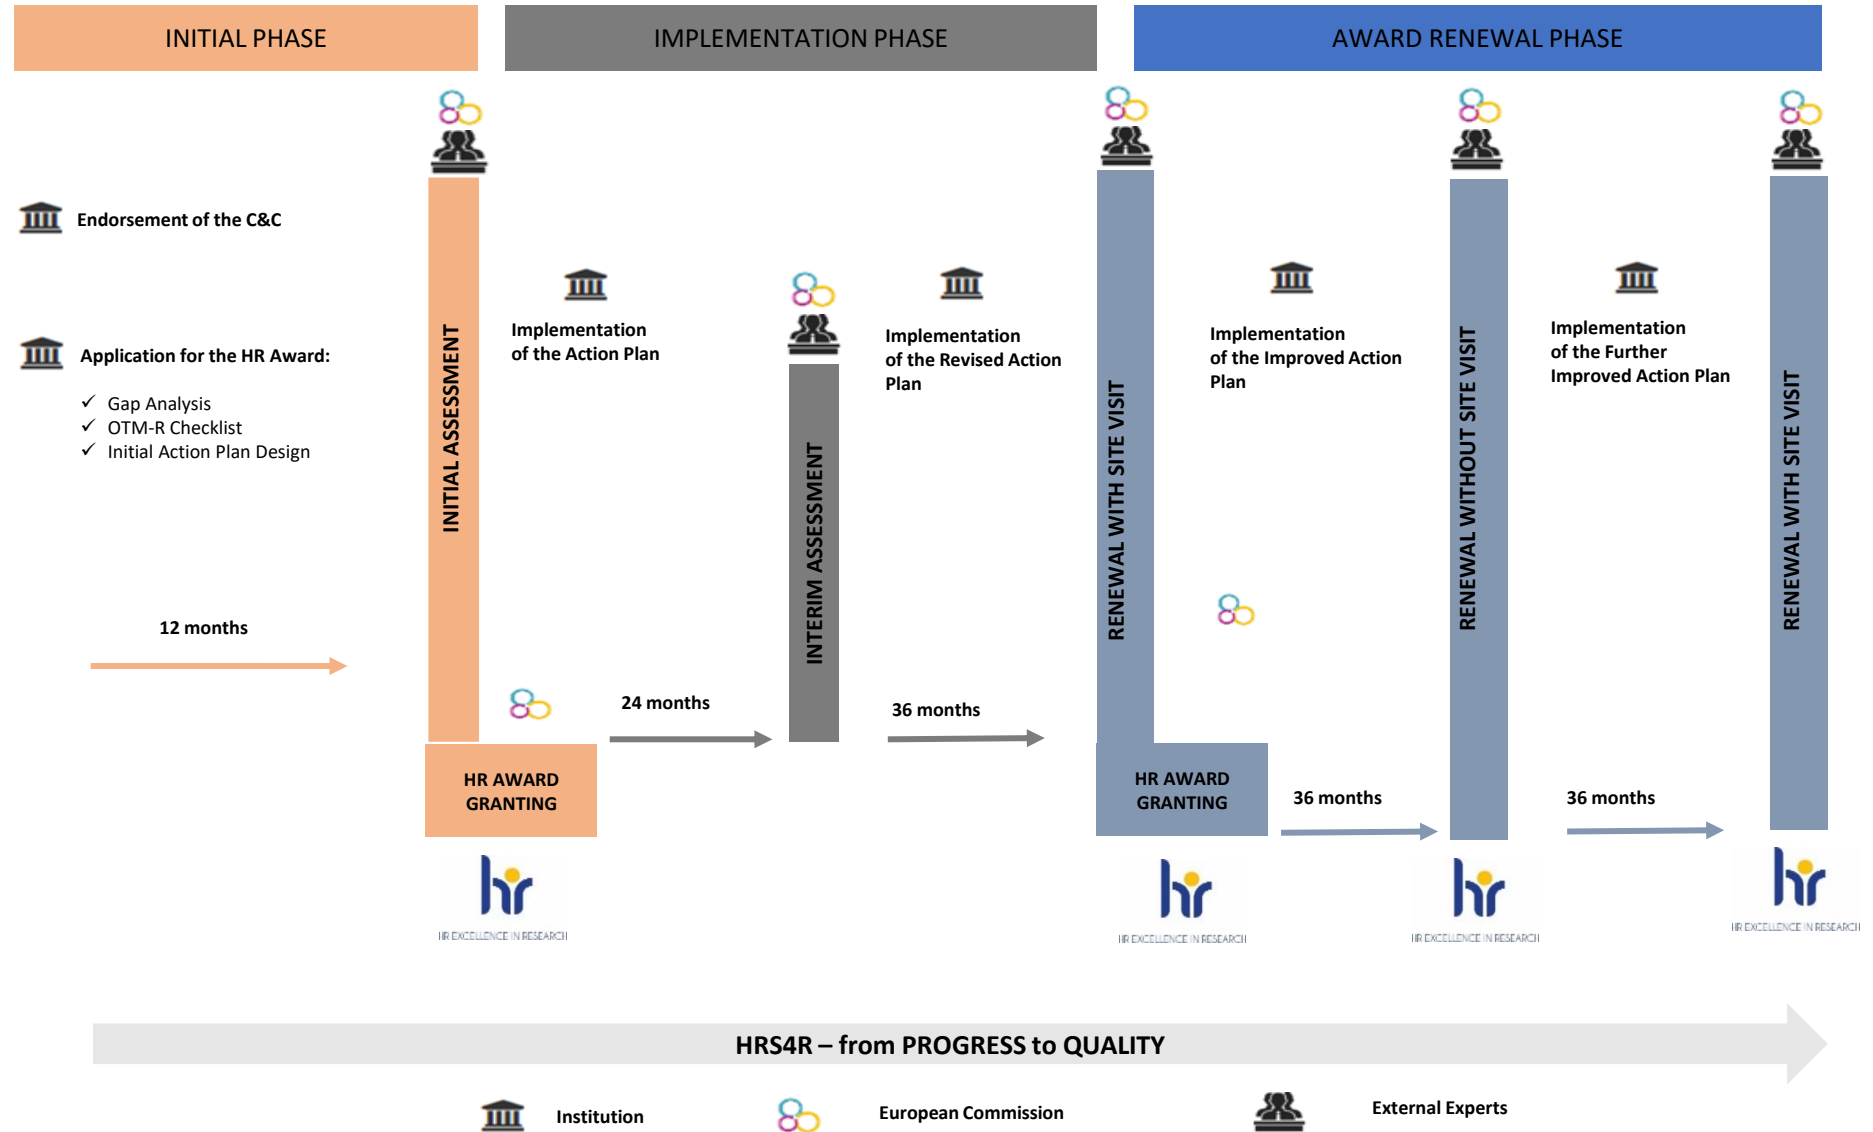 INITIAL PHASE
IMPLEMENTATION PHASE
AWARD RENEWAL PHASE
Endorsement of the C&C
Application for the HR Award:
✓ Gap Analysis
✓ OTM-R Checklist
✓ Initial Action Plan Design
12 months
INITIAL ASSESSMENT
HR AWARD
GRANTING
hr
HR EXCELLENCE IN RESEARCH
Implementation
of the Action Plan
24 months
INTERIM ASSESSMENT
Implementation
of the Revised Action
Plan
36 months
RENEWAL WITH SITE VISIT
HR AWARD
GRANTING
hr
HR EXCELLENCE IN RESEARCH
Implementation
of the Improved Action
Plan
36 months
RENEWAL WITHOUT SITE VISIT
hr
HR EXCELLENCE IN RESEARCH
Implementation
of the Further
Improved Action Plan
36 months
RENEWAL WITH SITE VISIT
hr
HR EXCELLENCE IN RESEARCH
HRS4R – from PROGRESS to QUALITY
Institution
European Commission
External Experts